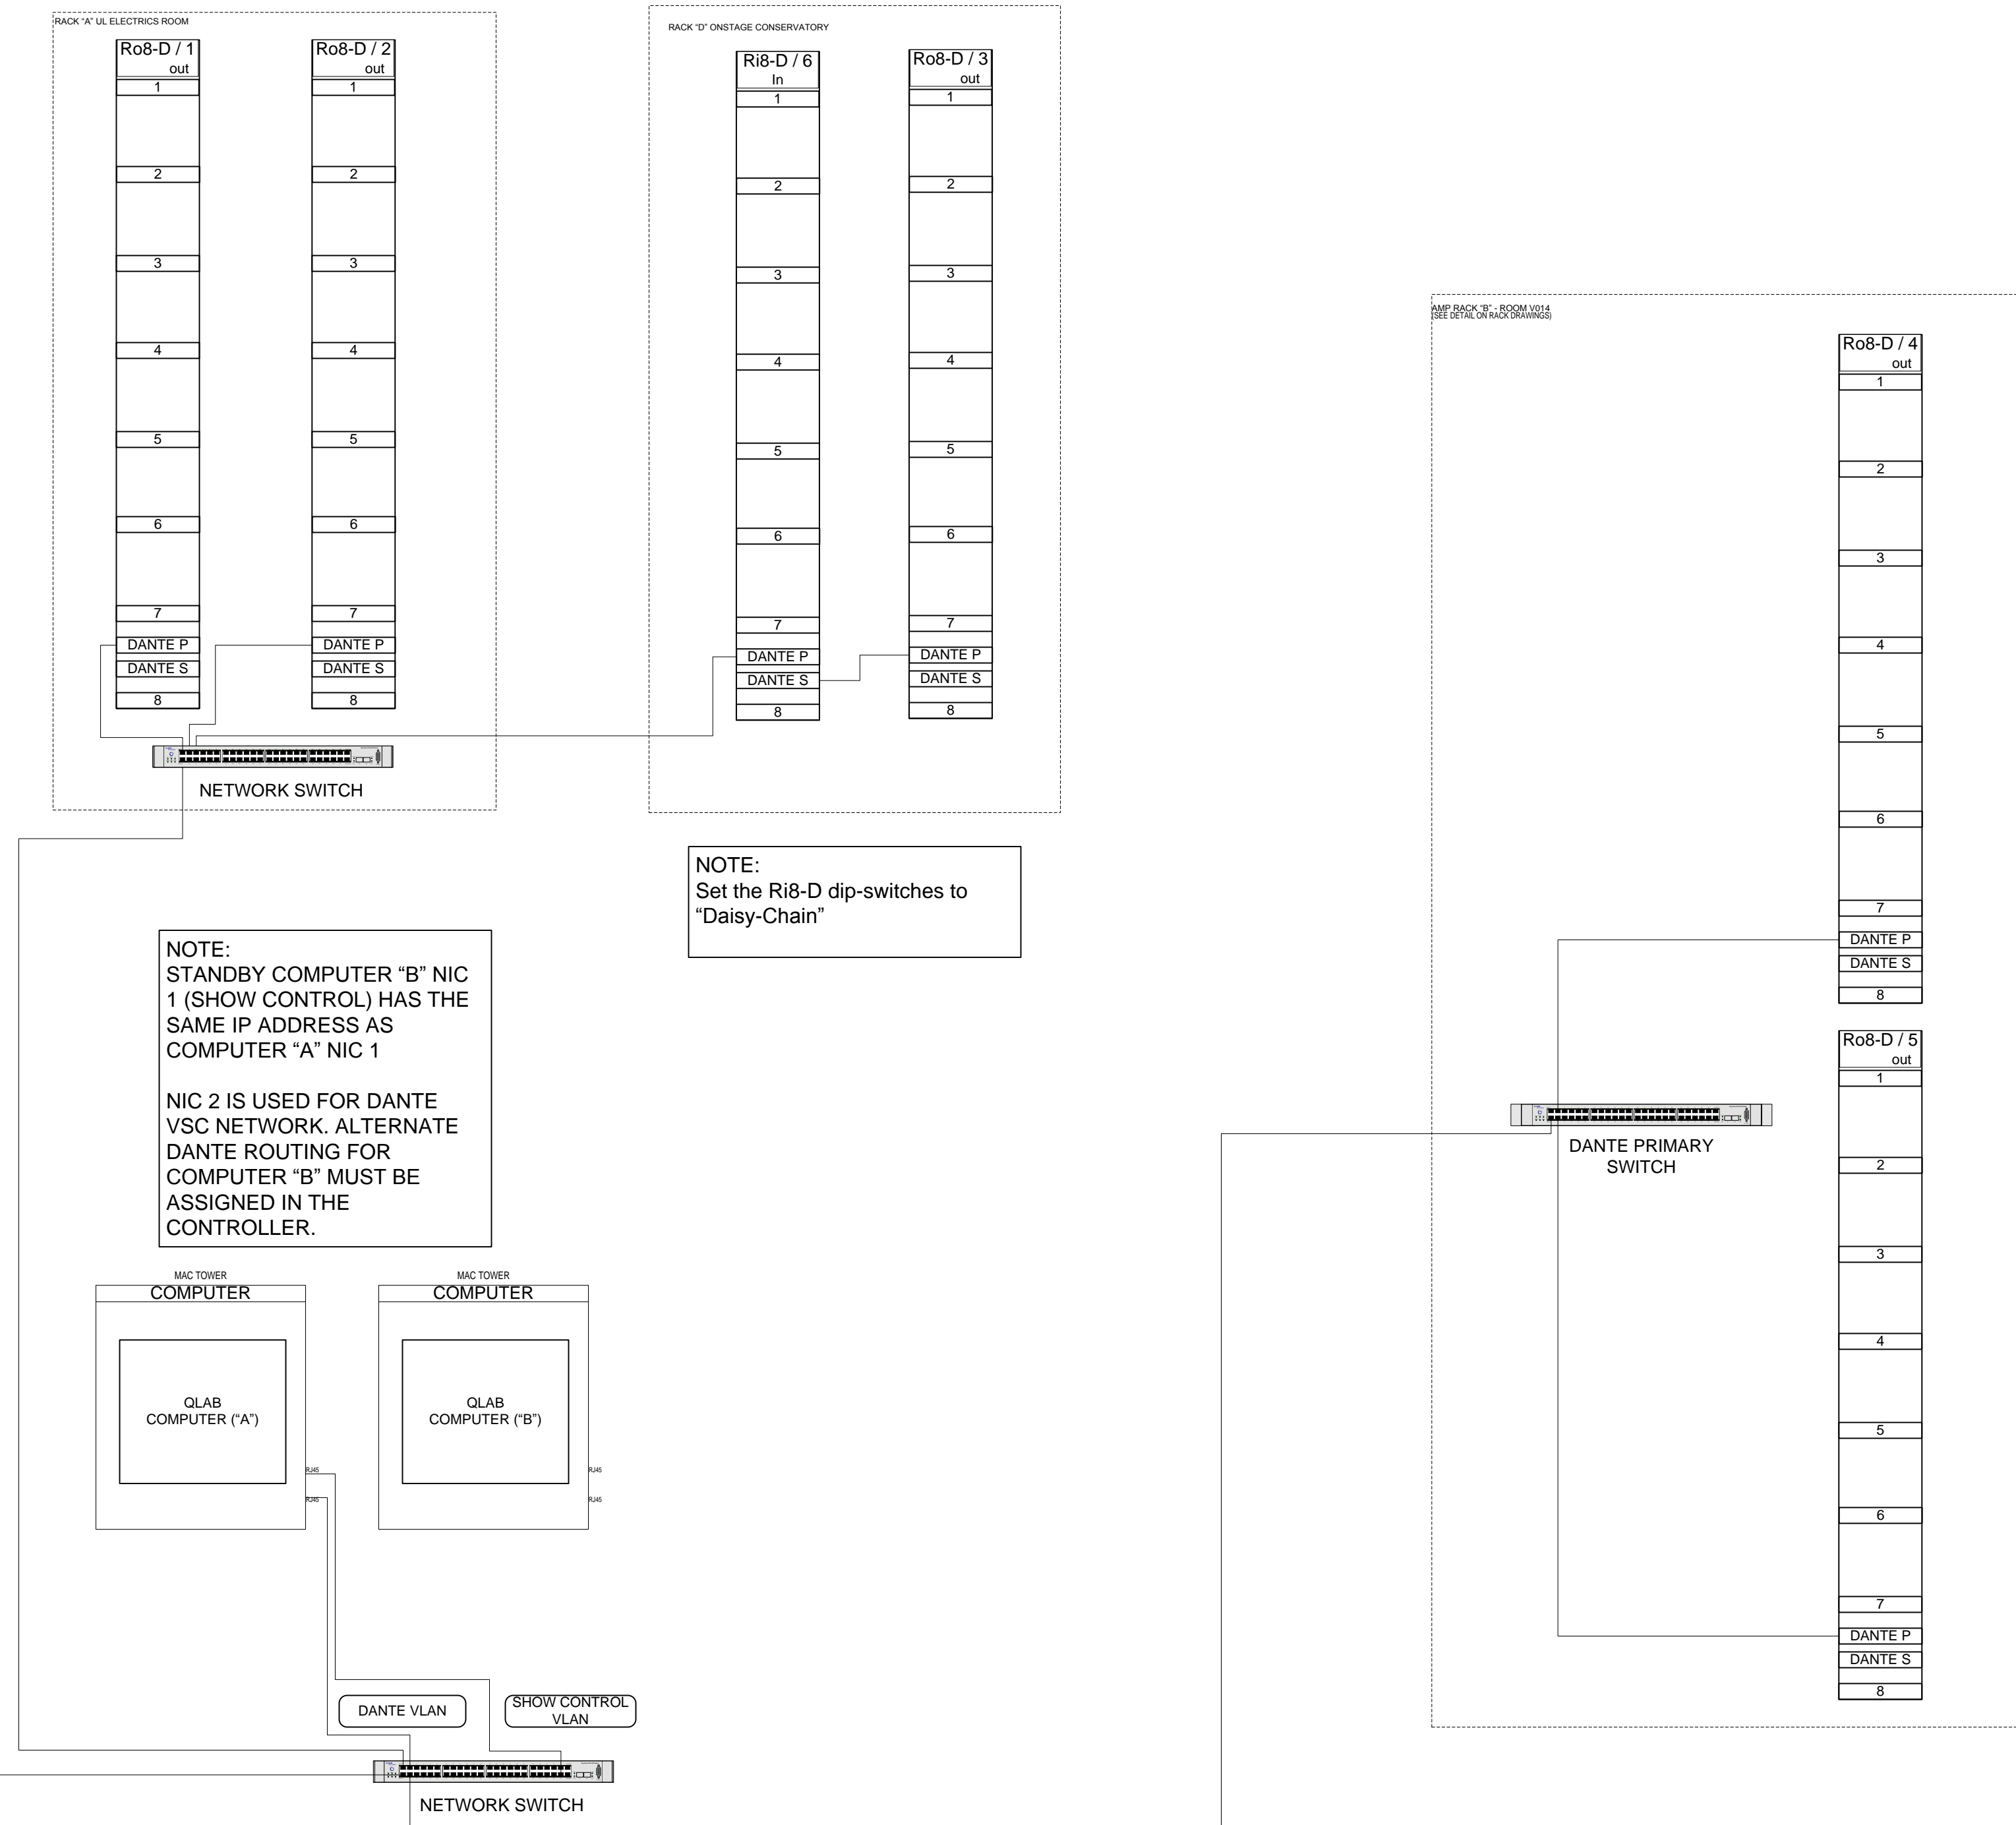 RACK “A” UL ELECTRICS ROOM
Ro8-D / 1
out
1
2
3
4
5
6
7
DANTE P
DANTE S
8
Ro8-D / 2
out
1
2
3
4
5
6
7
DANTE P
DANTE S
8
NETWORK SWITCH
RACK “D” ONSTAGE CONSERVATORY
Ri8-D / 6
In
1
2
3
4
5
6
7
DANTE P
DANTE S
8
Ro8-D / 3
out
1
2
3
4
5
6
7
DANTE P
DANTE S
8
NOTE:
Set the Ri8-D dip-switches to
“Daisy-Chain”
NOTE:
STANDBY COMPUTER “B” NIC
1 (SHOW CONTROL) HAS THE
SAME IP ADDRESS AS
COMPUTER “A” NIC 1
NIC 2 IS USED FOR DANTE
VSC NETWORK. ALTERNATE
DANTE ROUTING FOR
COMPUTER “B” MUST BE
ASSIGNED IN THE
CONTROLLER.
MAC TOWER
COMPUTER
QLAB
COMPUTER (“A”)
RJ45
RJ45
MAC TOWER
COMPUTER
QLAB
COMPUTER (“B”)
RJ45
RJ45
DANTE VLAN
SHOW CONTROL
VLAN
NETWORK SWITCH
AMP RACK “B” - ROOM V014
(SEE DETAIL ON RACK DRAWINGS)
Ro8-D / 4
out
1
2
3
4
5
6
7
DANTE P
DANTE S
8
DANTE PRIMARY
SWITCH
Ro8-D / 5
out
1
2
3
4
5
6
7
DANTE P
DANTE S
8